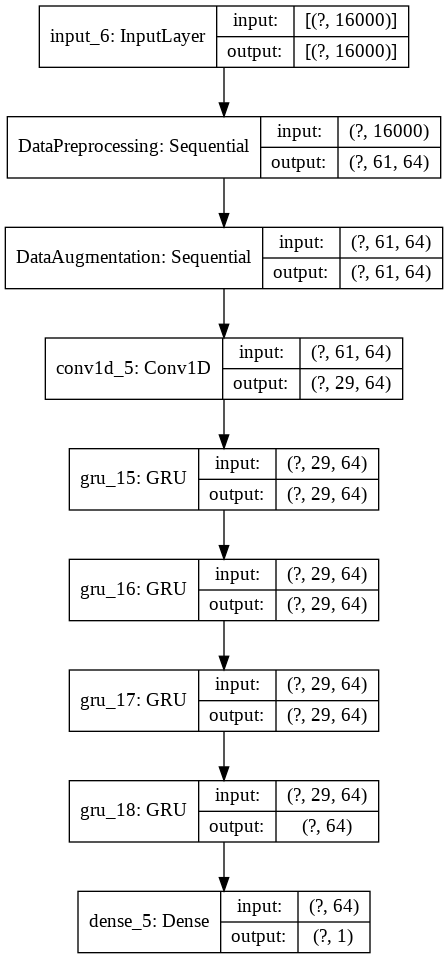 input_6: InputLayer
input: [(?, 16000)]
output: [(?, 16000)]
DataPreprocessing: Sequential
input: (?, 16000)
output: (?, 61, 64)
DataAugmentation: Sequential
input: (?, 61, 64)
output: (?, 61, 64)
conv1d_5: Conv1D
input: (?, 61, 64)
output: (?, 29, 64)
gru_15: GRU
input: (?, 29, 64)
output: (?, 29, 64)
gru_16: GRU
input: (?, 29, 64)
output: (?, 29, 64)
gru_17: GRU
input: (?, 29, 64)
output: (?, 29, 64)
gru_18: GRU
input: (?, 29, 64)
output: (?, 64)
dense_5: Dense
input: (?, 64)
output: (?, 1)